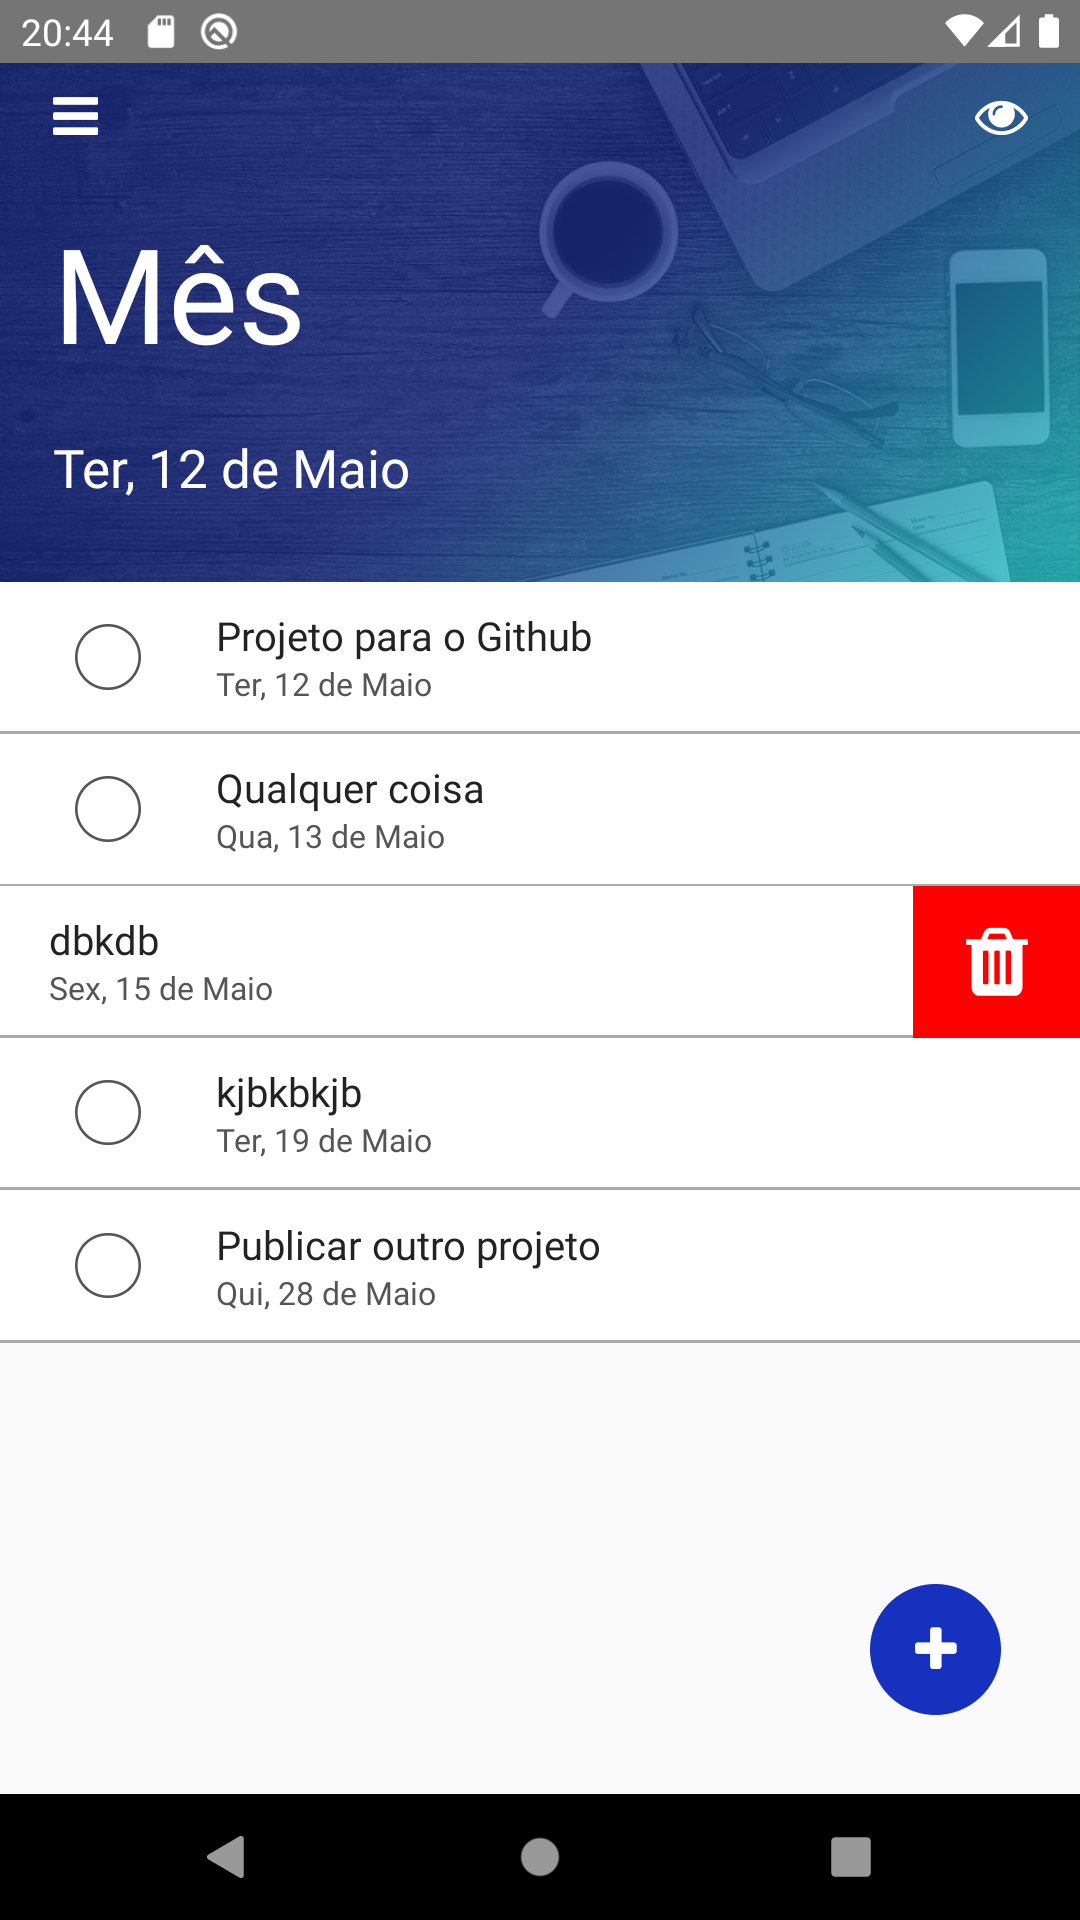 20:44
Mês
Ter, 12 de Maio
Projeto para o Github
Ter, 12 de Maio
Qualquer coisa
Qua, 13 de Maio
dbkdb
Sex, 15 de Maio
kjbkbkjb
Ter, 19 de Maio
Publicar outro projeto
Qui, 28 de Maio